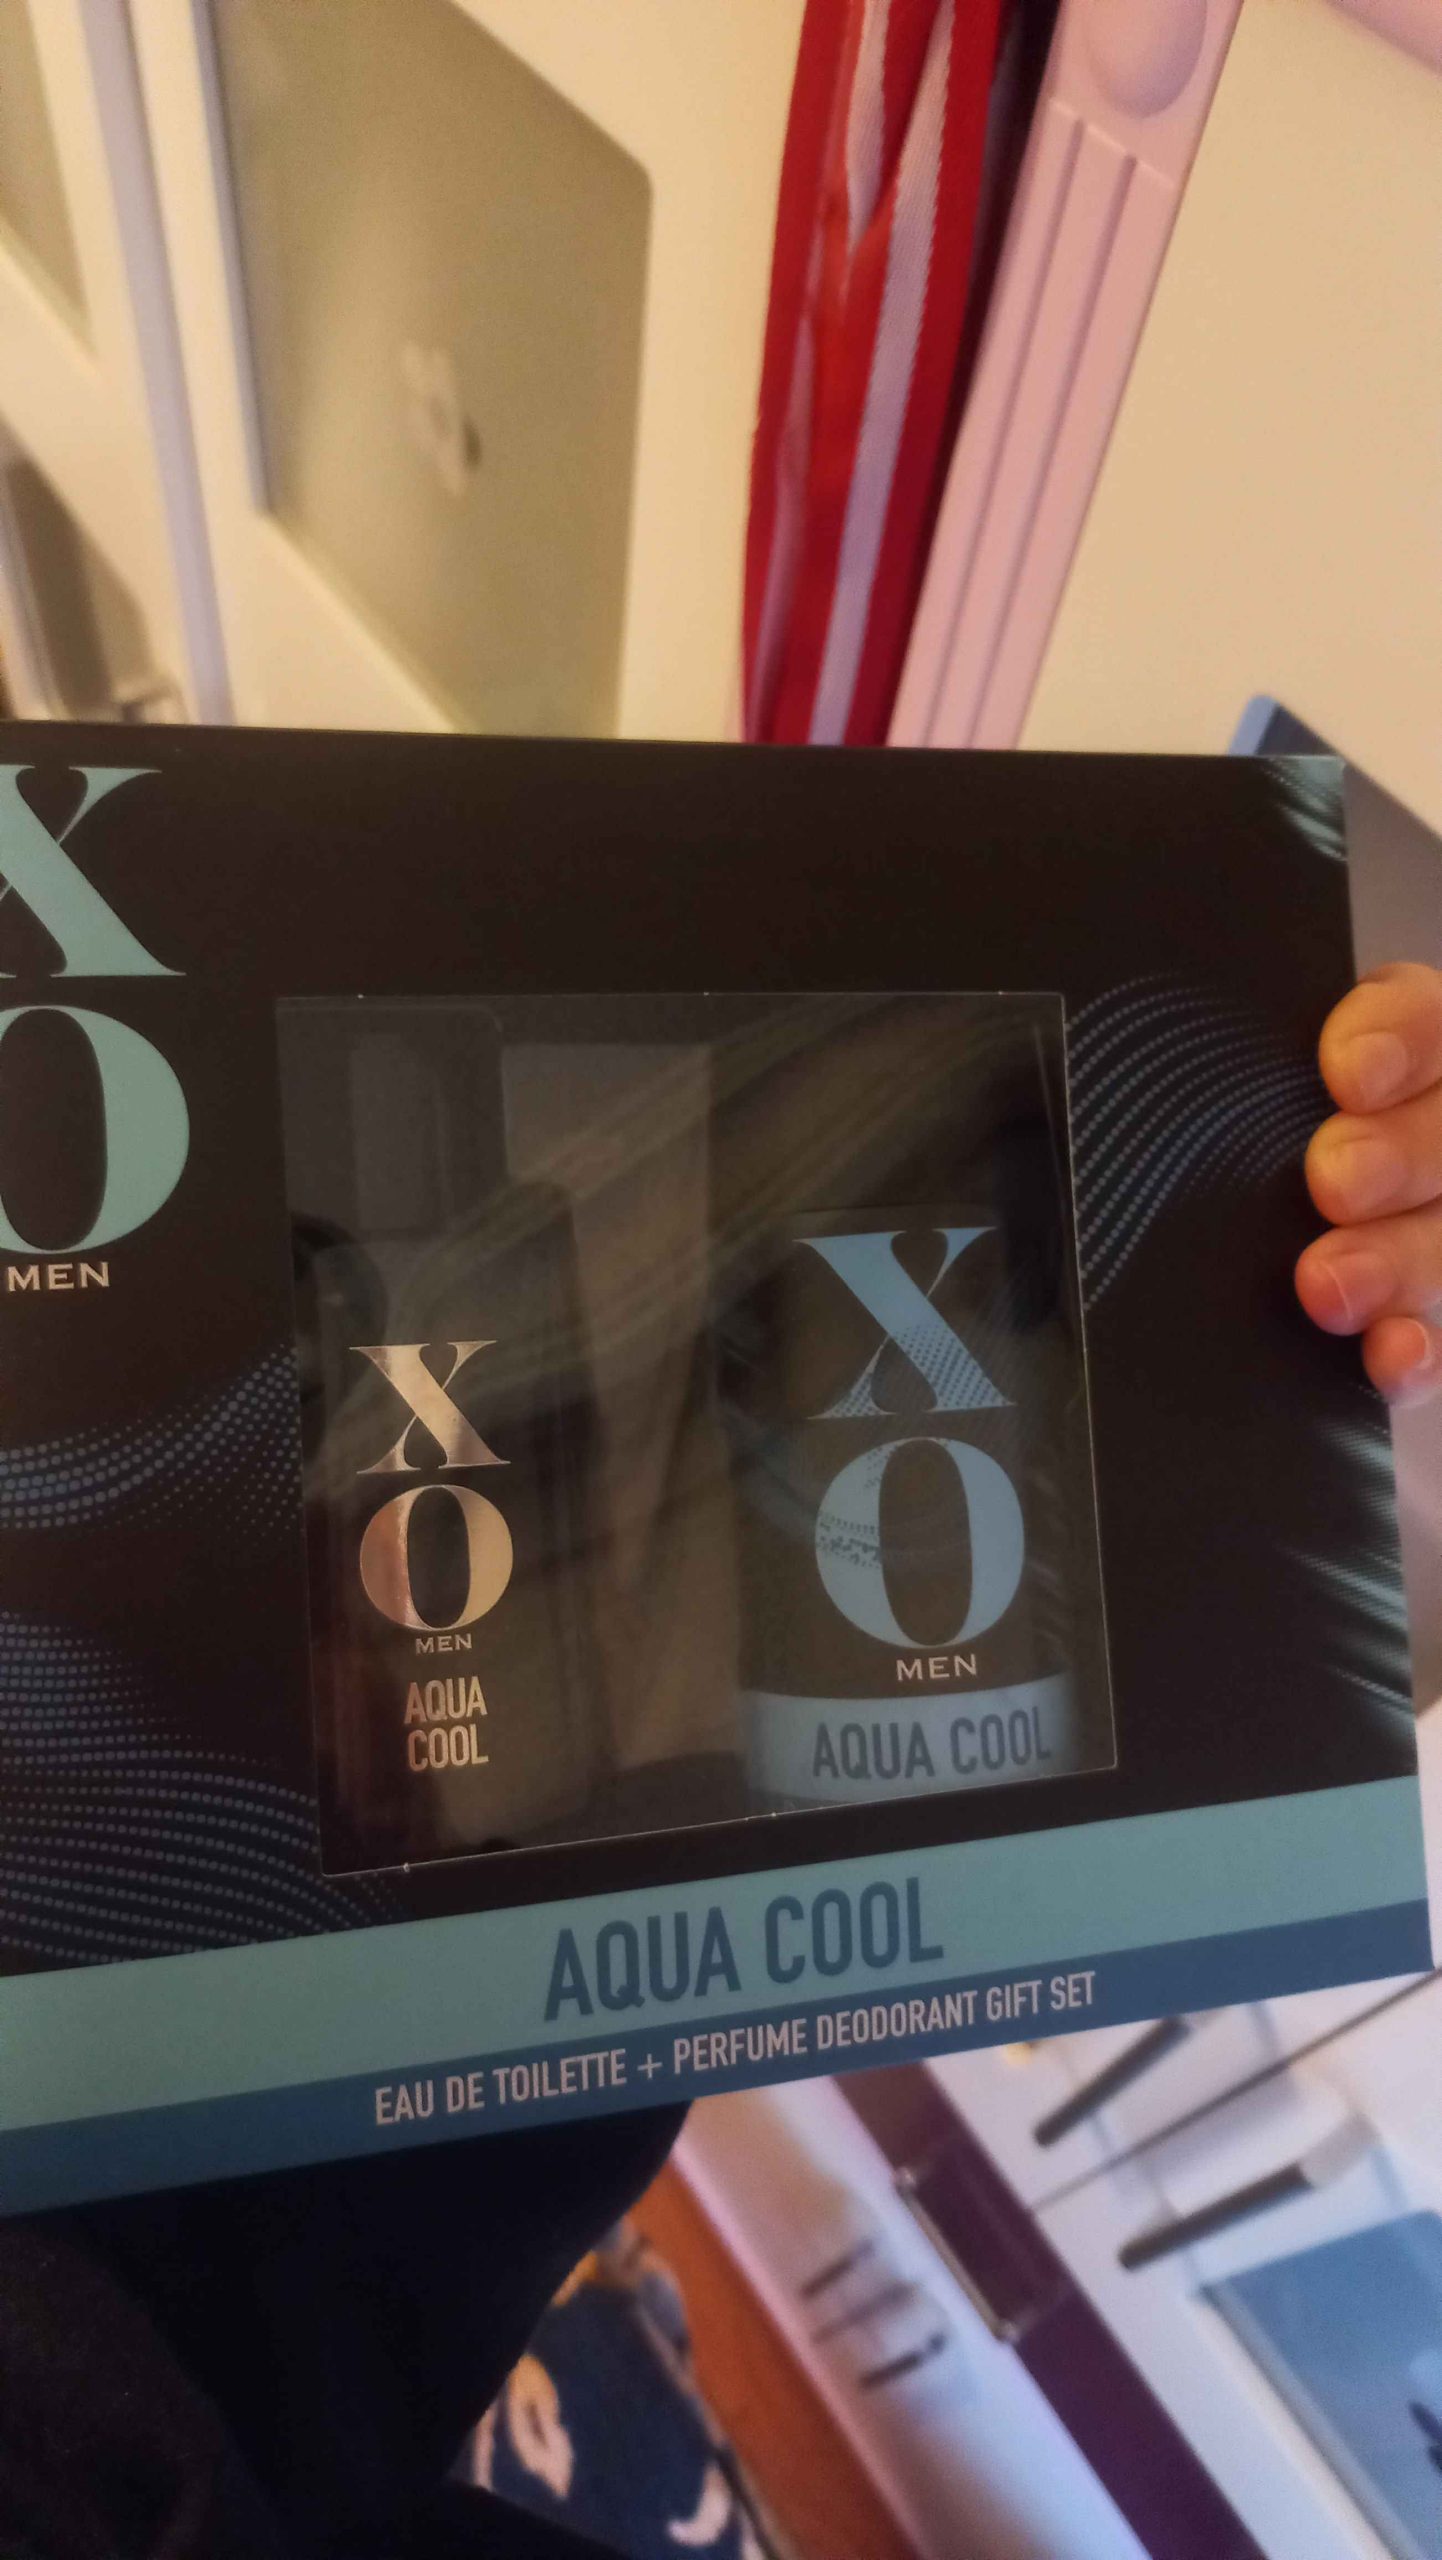 X
O
MEN
X
O
MEN
AQUA
COOL
X
O
MEN
AQUA COOL
AQUA COOL
EAU DE TOILETTE + PERFUME DEODORANT GIFT SET